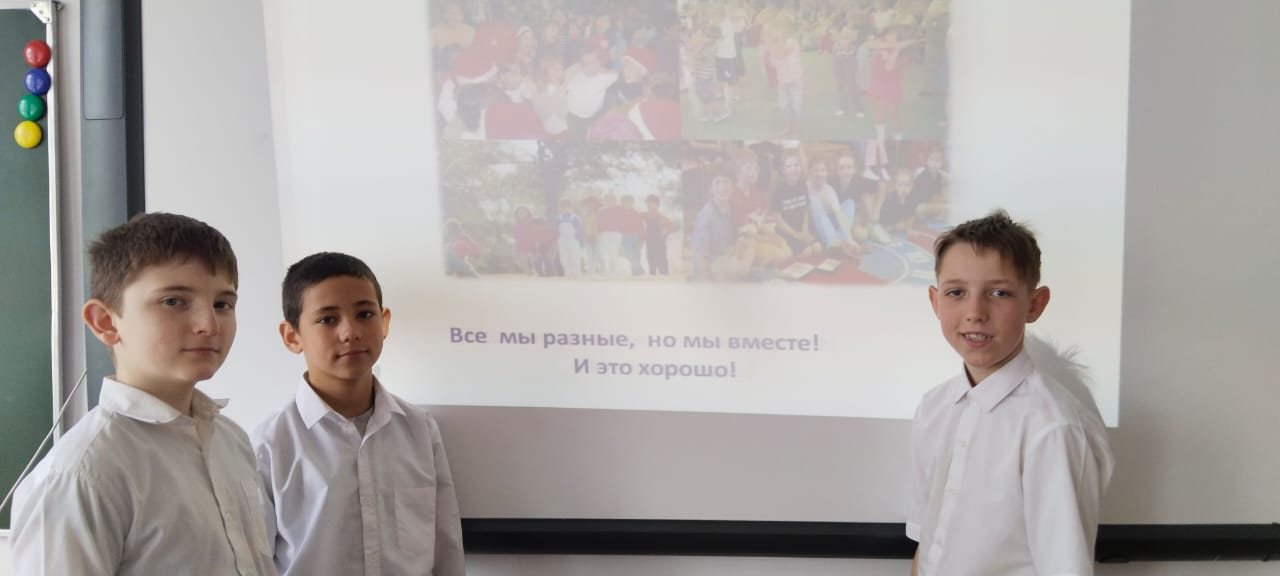 Все мы разные, но мы вместе!
И это хорошо!